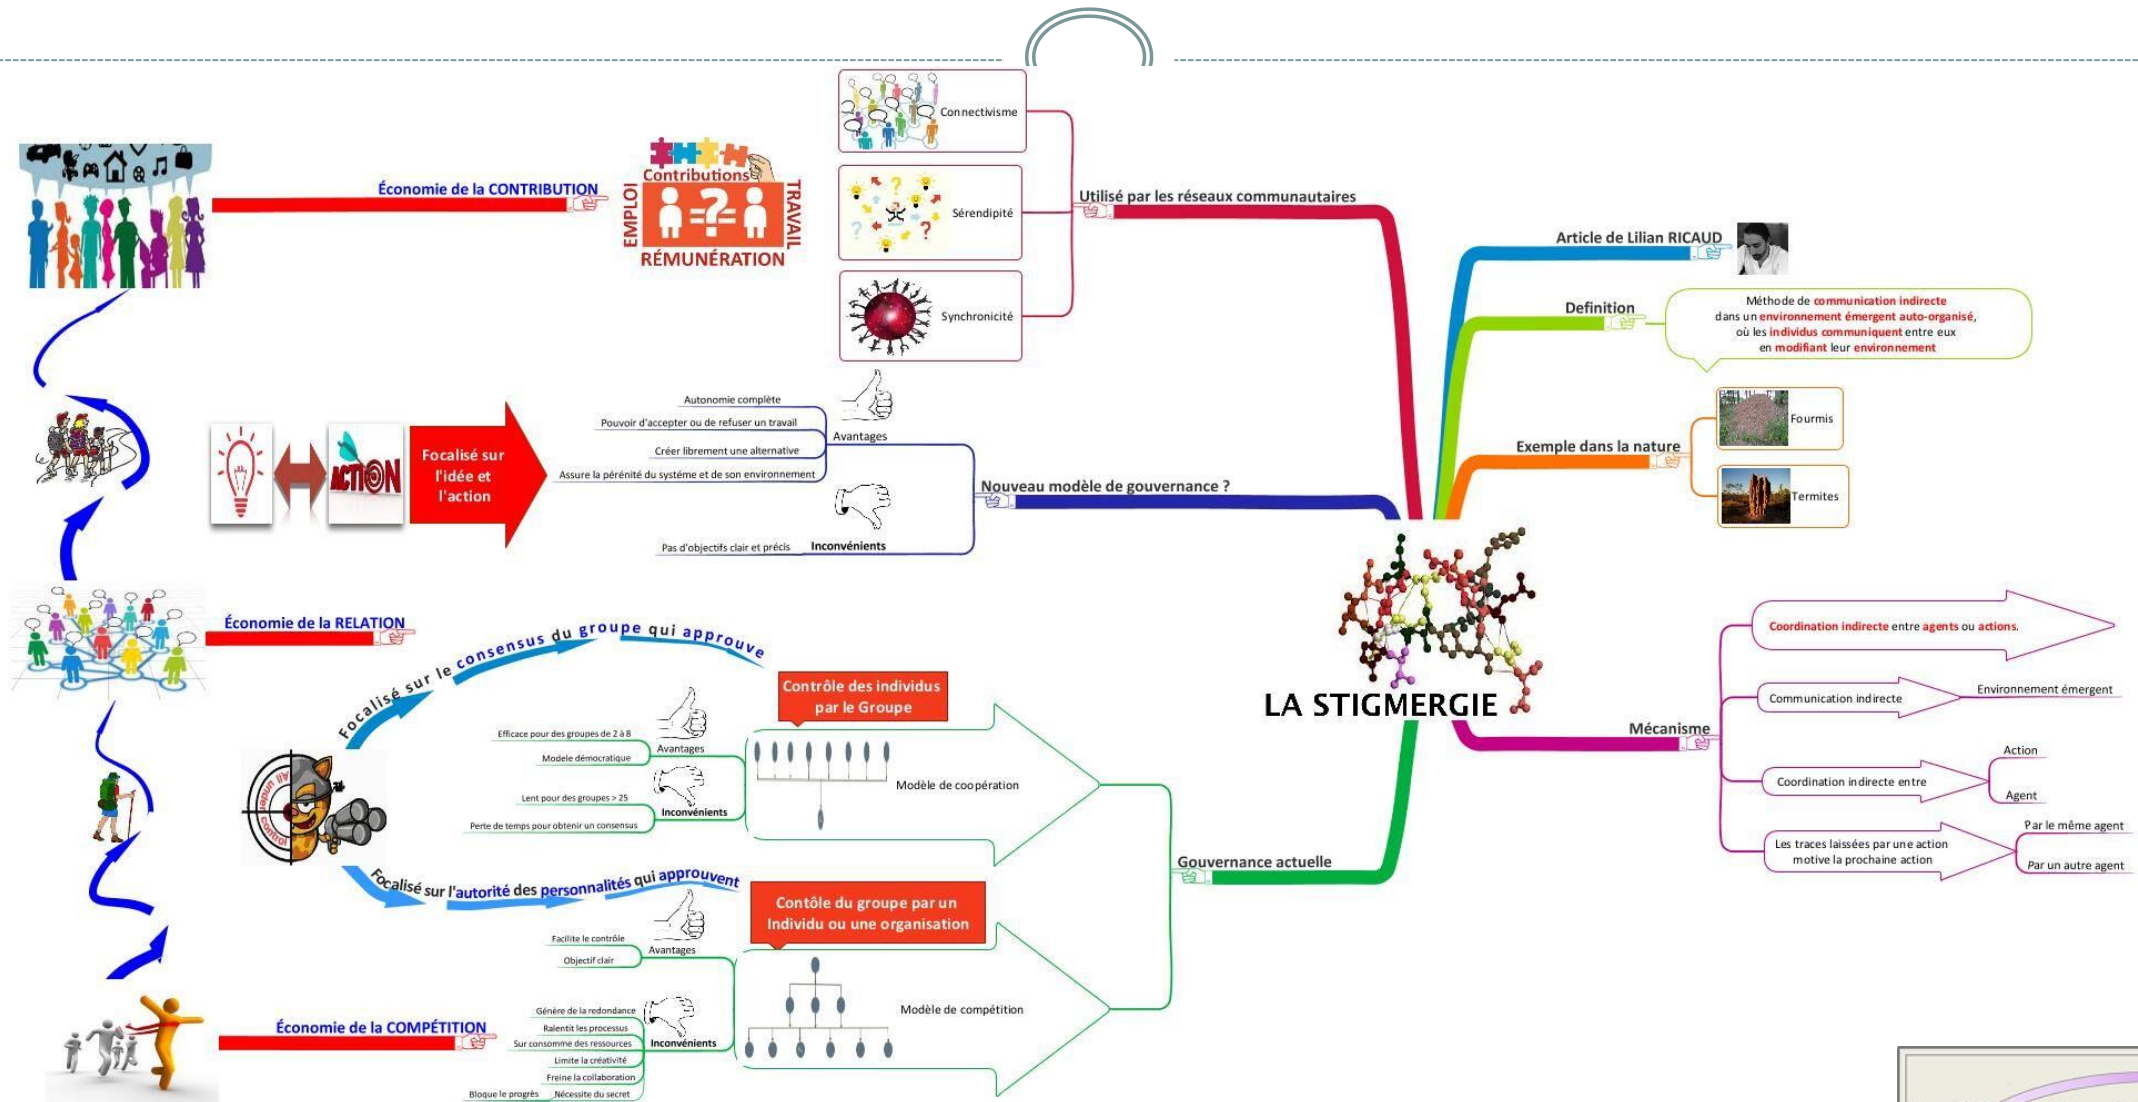 Connectivisme
Sérendipité
Synchronicité
Utilisé par les réseaux communautaires
Économie de la CONTRIBUTION
Contributions
EMPLOI
=?=
TRAVAIL
RÉMUNÉRATION
Article de Lilian RICAUD
Definition
Méthode de communication indirecte
dans un environnement émergent auto-organisé,
où les individus communiquent entre eux
en modifiant leur environnement
Exemple dans la nature
Fourmis
Termites
ACTION
Focalisé sur
l'idée et
l'action
Autonomie complète
Pouvoir d'accepter ou de refuser un travail
Créer librement une alternative
Assure la pérénité du systéme et de son environnement
Avantages
Pas d'objectifs clair et précis
Inconvénients
Nouveau modèle de gouvernance ?
LA STIGMERGIE
Mécanisme
Coordination indirecte entre agents ou actions.
Communication indirecte
Environnement émergent
Coordination indirecte entre
Action
Agent
Les traces laissées par une action
motive la prochaine action
Par le même agent
Par un autre agent
Économie de la RELATION
Focalisé sur le consensus du groupe qui approuve
Contrôle des individus
par le Groupe
Efficace pour des groupes de 2 à 8
Modele démocratique
Avantages
Lent pour des groupes > 25
Perte de temps pour obtenir un consensus
Inconvénients
Modèle de coopération
All under control
Gouvernance actuelle
Focalisé sur l'autorité des personnalités qui approuvent
Contôle du groupe par un
Individu ou une organisation
Facilite le contrôle
Objectif clair
Avantages
Génère de la redondance
Ralentit les processus
Sur consomme des ressources
Limite la créativité
Freine la collaboration
Bloque le progrès
Nécessite du secret
Inconvénients
Modèle de compétition
Économie de la COMPÉTITION